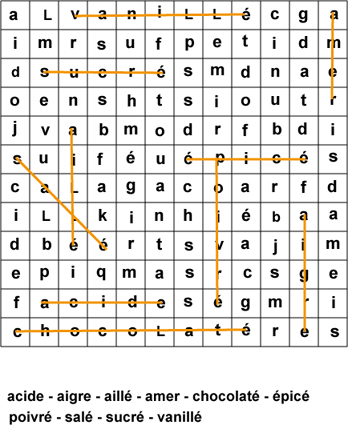 a L v a n i L L é c g a
i m r s u f p e t i d m
d s u c r é s m d n a e
o e n s h t s i o u t r
j v a b m o d r f b d i
s u i f é u é p i c é s
c a L a g a c o a r f d
i L L k i n h i é b a a
d b é é r t s v a j i m
e p i q m a s r c s g e
f a c i d e s é g m r i
c h o c o L a t é r e s
acide - aigre - aillé - amer - chocolaté - épicé
poivré - salé - sucré - vanillé